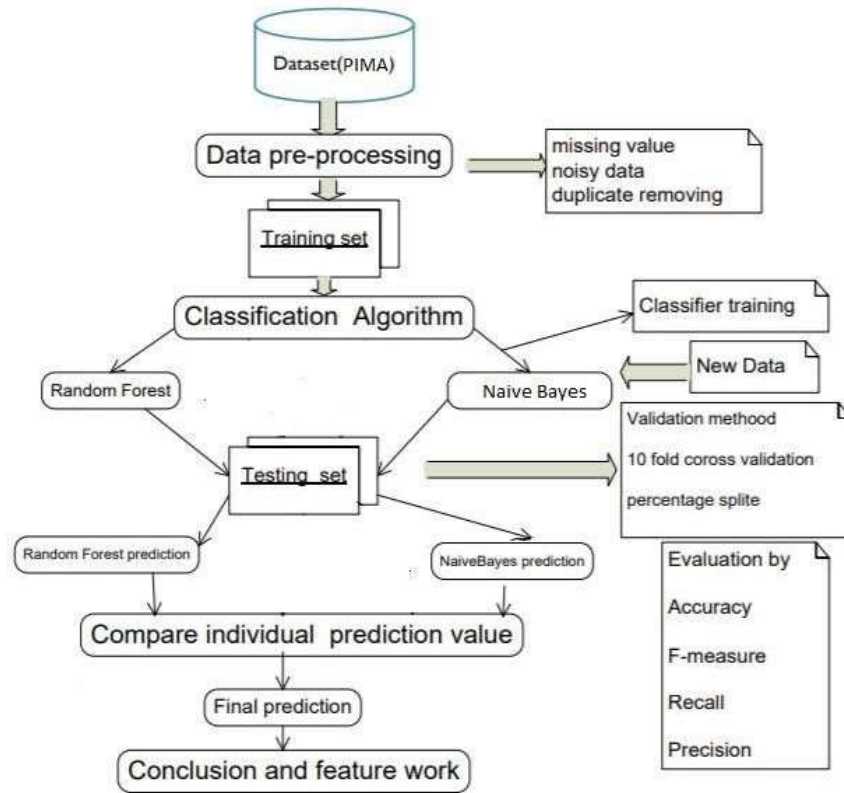 Dataset(PIMA)
Data pre-processing
missing value
noisy data
duplicate removing
Training set
Classification Algorithm
Classifier training
Random Forest
Naive Bayes
New Data
Validation methood
10 fold coross validation
percentage splite
Testing set
Random Forest prediction
NaiveBayes prediction
Evaluation by
Accuracy
F-measure
Recall
Precision
Compare individual prediction value
Final prediction
Conclusion and feature work